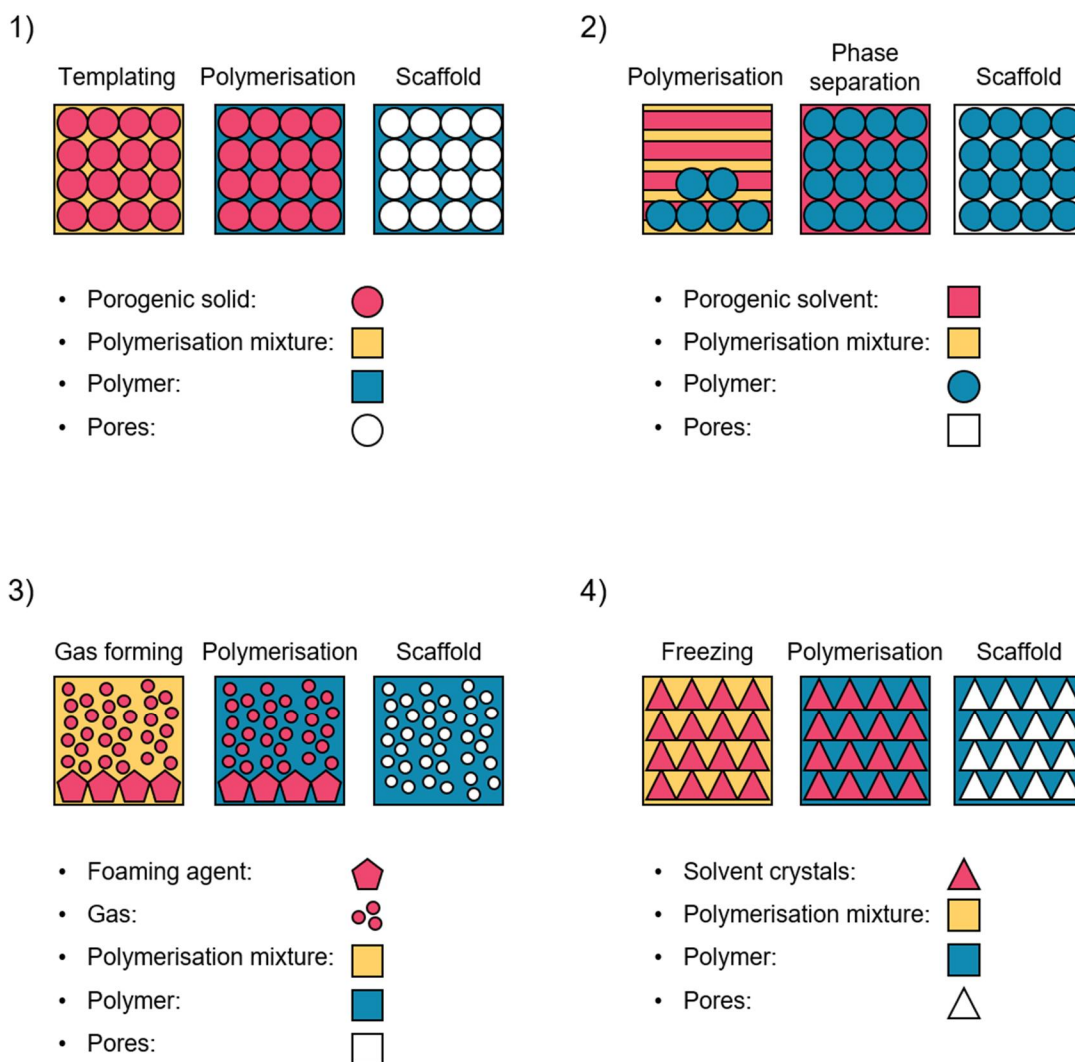 1)
Templating Polymerisation Scaffold
• Porogenic solid:
• Polymerisation mixture:
• Polymer:
• Pores:
2)
Polymerisation Phase separation Scaffold
• Porogenic solvent:
• Polymerisation mixture:
• Polymer:
• Pores:
3)
Gas forming Polymerisation Scaffold
• Foaming agent:
• Gas:
• Polymerisation mixture:
• Polymer:
• Pores:
4)
Freezing Polymerisation Scaffold
• Solvent crystals:
• Polymerisation mixture:
• Polymer:
• Pores: